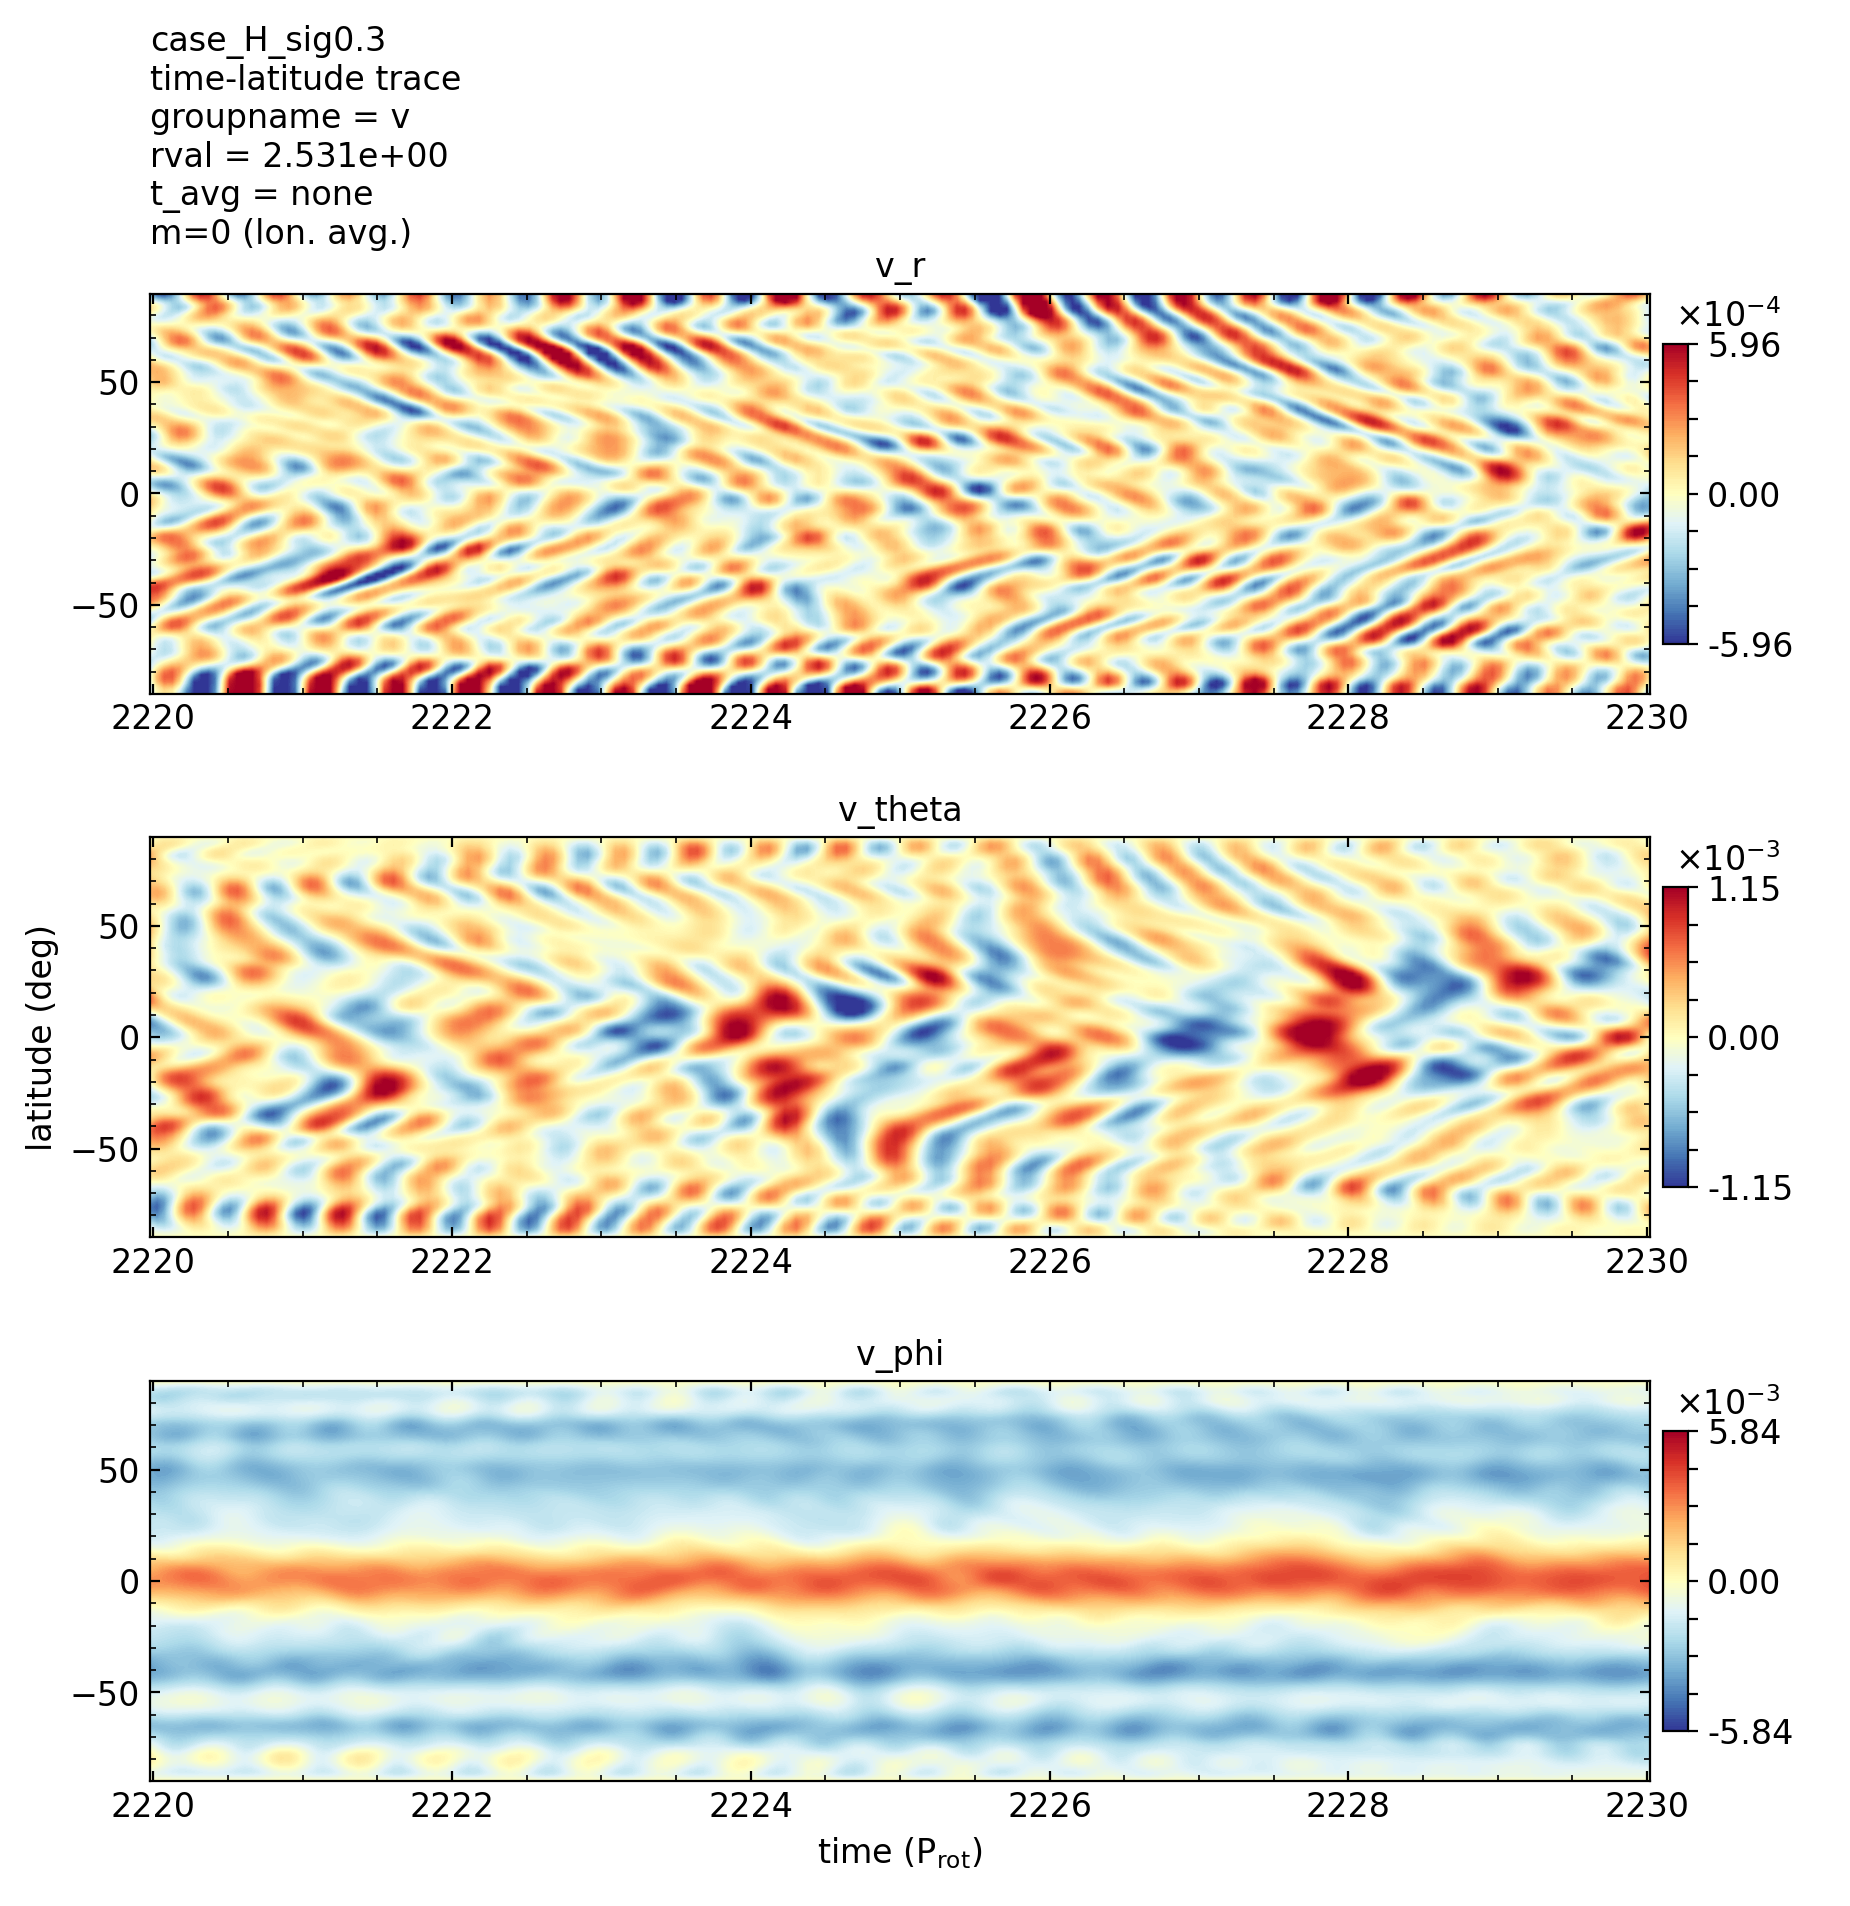 case_H_sig0.3
time-latitude trace
groupname = v
rval = 2.531e+00
t_avg = none
m=0 (lon. avg.)
v_r
×10⁻⁴
5.96
0.00
-5.96
50
0
−50
2220 2222 2224 2226 2228 2230
v_theta
×10⁻³
1.15
0.00
-1.15
latitude (deg)
50
0
−50
2220 2222 2224 2226 2228 2230
v_phi
×10⁻³
5.84
0.00
-5.84
50
0
−50
2220 2222 2224 2226 2228 2230
time (P_rot)